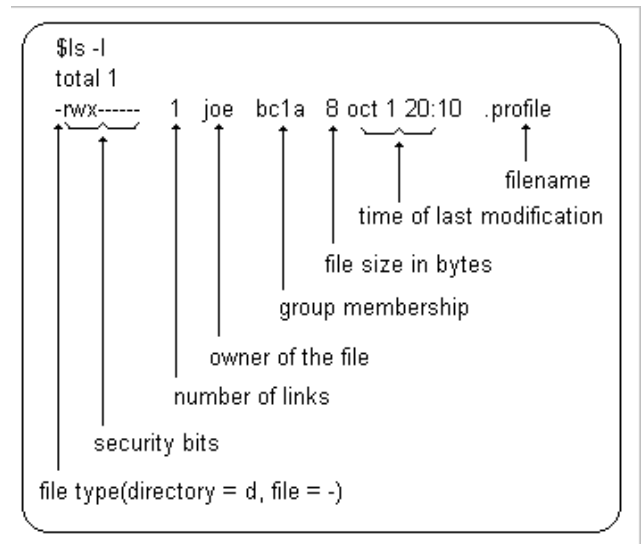 $ls -l
total 1
-rwx------ 1 joe bc1a 8 oct 1 20:10 .profile
filename
time of last modification
file size in bytes
group membership
owner of the file
number of links
security bits
file type(directory = d, file = -)